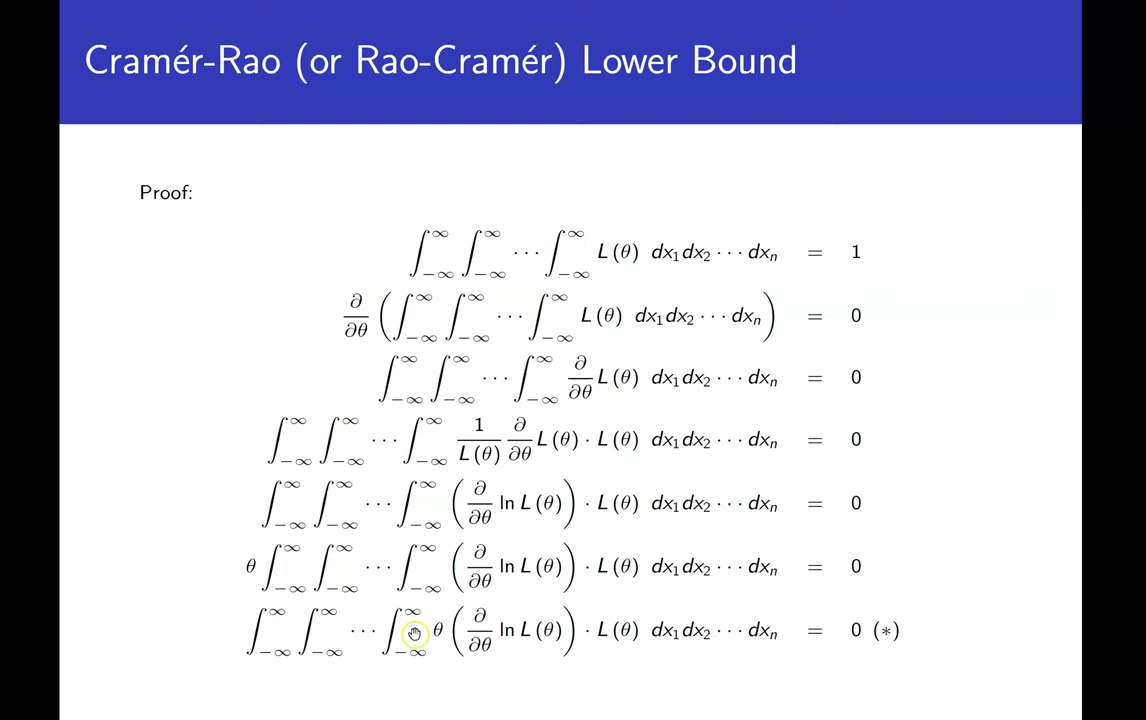 Cramér-Rao (or Rao-Cramér) Lower Bound
Proof:
∫_{−∞}^{∞} ∫_{−∞}^{∞} ··· ∫_{−∞}^{∞} L(θ) dx₁dx₂ ··· dxₙ = 1
∂/∂θ (∫_{−∞}^{∞} ∫_{−∞}^{∞} ··· ∫_{−∞}^{∞} L(θ) dx₁dx₂ ··· dxₙ) = 0
∫_{−∞}^{∞} ∫_{−∞}^{∞} ··· ∫_{−∞}^{∞} ∂/∂θ L(θ) dx₁dx₂ ··· dxₙ = 0
∫_{−∞}^{∞} ∫_{−∞}^{∞} ··· ∫_{−∞}^{∞} 1/L(θ) ∂/∂θ L(θ) · L(θ) dx₁dx₂ ··· dxₙ = 0
∫_{−∞}^{∞} ∫_{−∞}^{∞} ··· ∫_{−∞}^{∞} (∂/∂θ ln L(θ)) · L(θ) dx₁dx₂ ··· dxₙ = 0
θ ∫_{−∞}^{∞} ∫_{−∞}^{∞} ··· ∫_{−∞}^{∞} (∂/∂θ ln L(θ)) · L(θ) dx₁dx₂ ··· dxₙ = 0
∫_{−∞}^{∞} ∫_{−∞}^{∞} ··· ∫_{−∞}^{∞} θ (∂/∂θ ln L(θ)) · L(θ) dx₁dx₂ ··· dxₙ = 0 (∗)